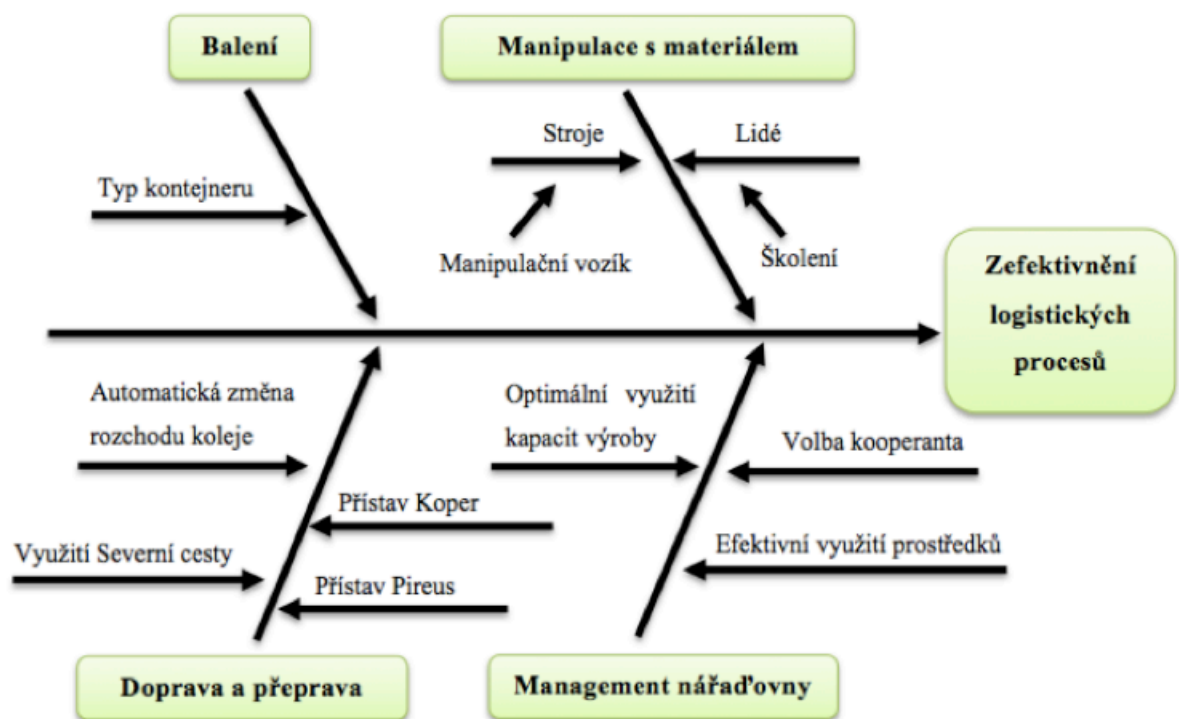 Balení
Manipulace s materiálem
Stroje
Lidé
Typ kontejneru
Manipulační vozík
Školení
Zefektivnění
logistických
procesů
Automatická změna
rozchodu koleje
Optimální využití
kapacit výroby
Volba kooperanta
Přístav Koper
Využití Severní cesty
Efektivní využití prostředků
Přístav Pireus
Doprava a přeprava
Management nářaďovny